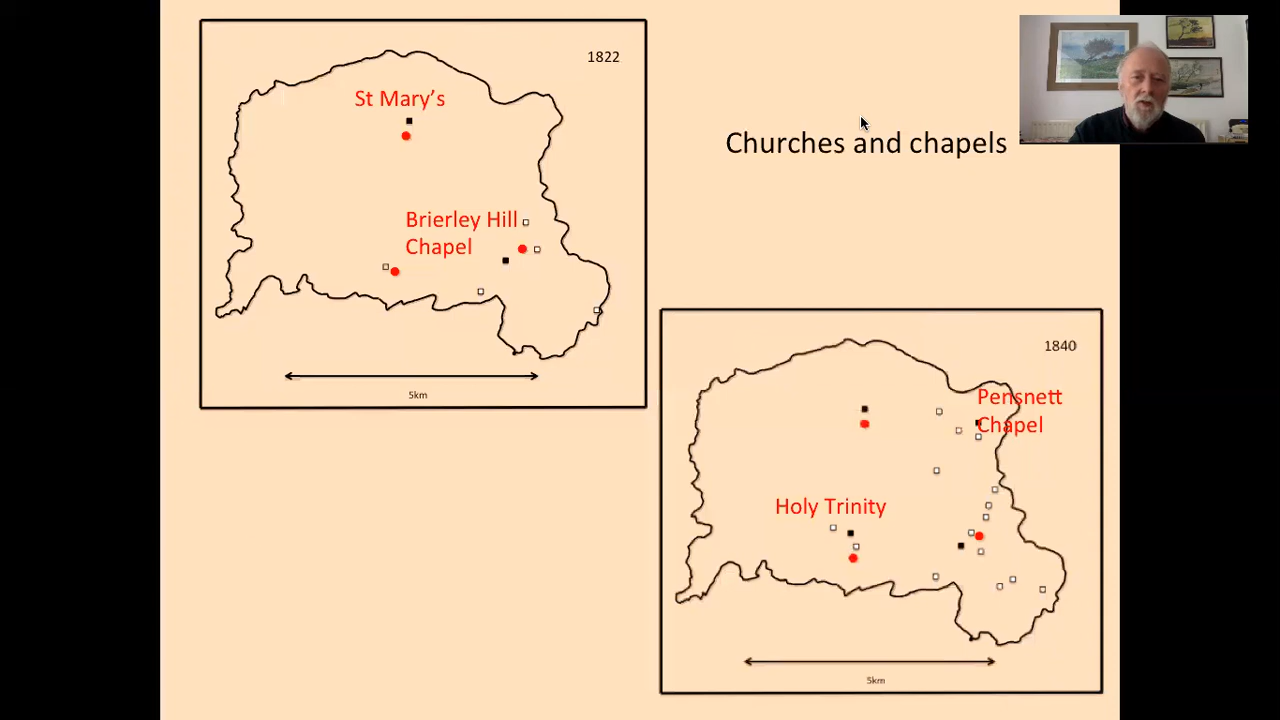 1822
St Mary's
Brierley Hill
Chapel
5km
Churches and chapels
1840
Pensnett
Chapel
Holy Trinity
5km